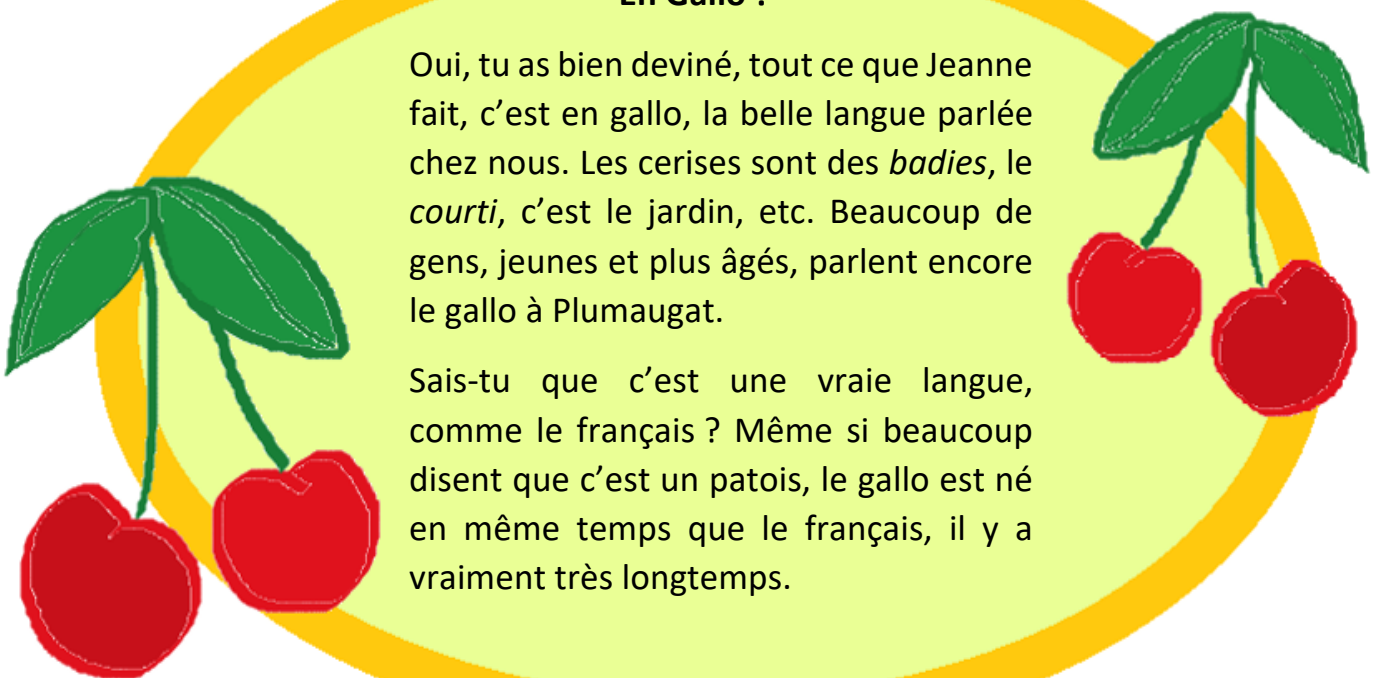 En Gallo !
Oui, tu as bien deviné, tout ce que Jeanne
fait, c’est en gallo, la belle langue parlée
chez nous. Les cerises sont des badies, le
courti, c’est le jardin, etc. Beaucoup de
gens, jeunes et plus âgés, parlent encore
le gallo à Plumaugat.
Sais-tu que c’est une vraie langue,
comme le français ? Même si beaucoup
disent que c’est un patois, le gallo est né
en même temps que le français, il y a
vraiment très longtemps.